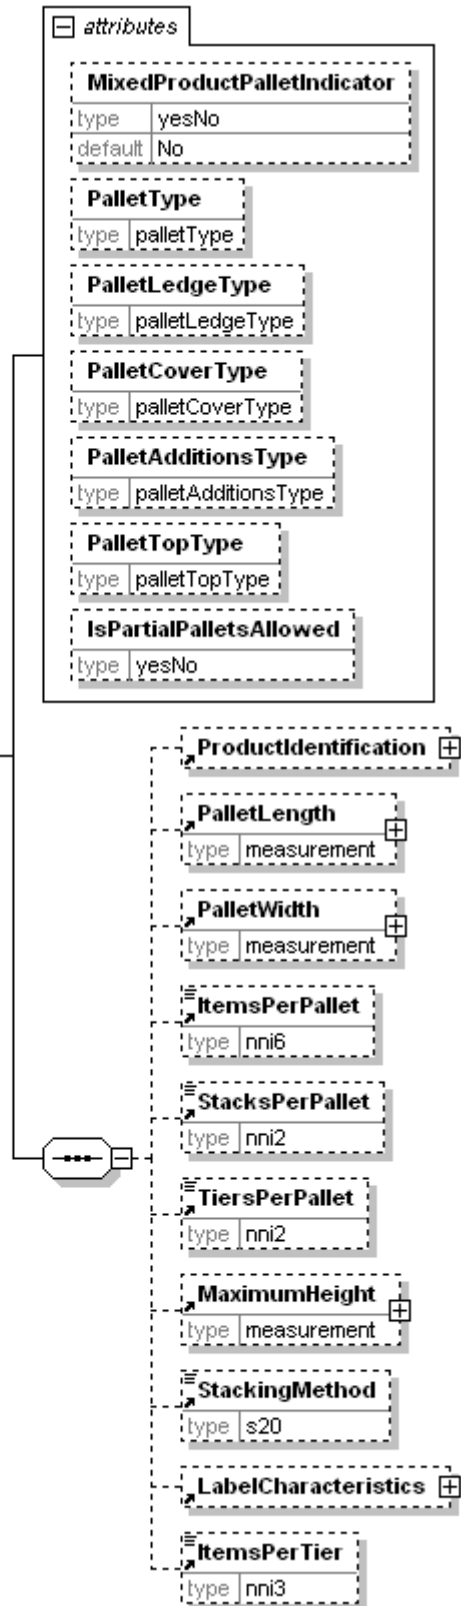 attributes
MixedProductPalletIndicator
type yesNo
default No
PalletType
type palletType
PalletLedgeType
type palletLedgeType
PalletCoverType
type palletCoverType
PalletAdditionsType
type palletAdditionsType
PalletTopType
type palletTopType
IsPartialPalletsAllowed
type yesNo
ProductIdentification
PalletLength
type measurement
PalletWidth
type measurement
ItemsPerPallet
type nni6
StacksPerPallet
type nni2
TiersPerPallet
type nni2
MaximumHeight
type measurement
StackingMethod
type s20
LabelCharacteristics
ItemsPerTier
type nni3